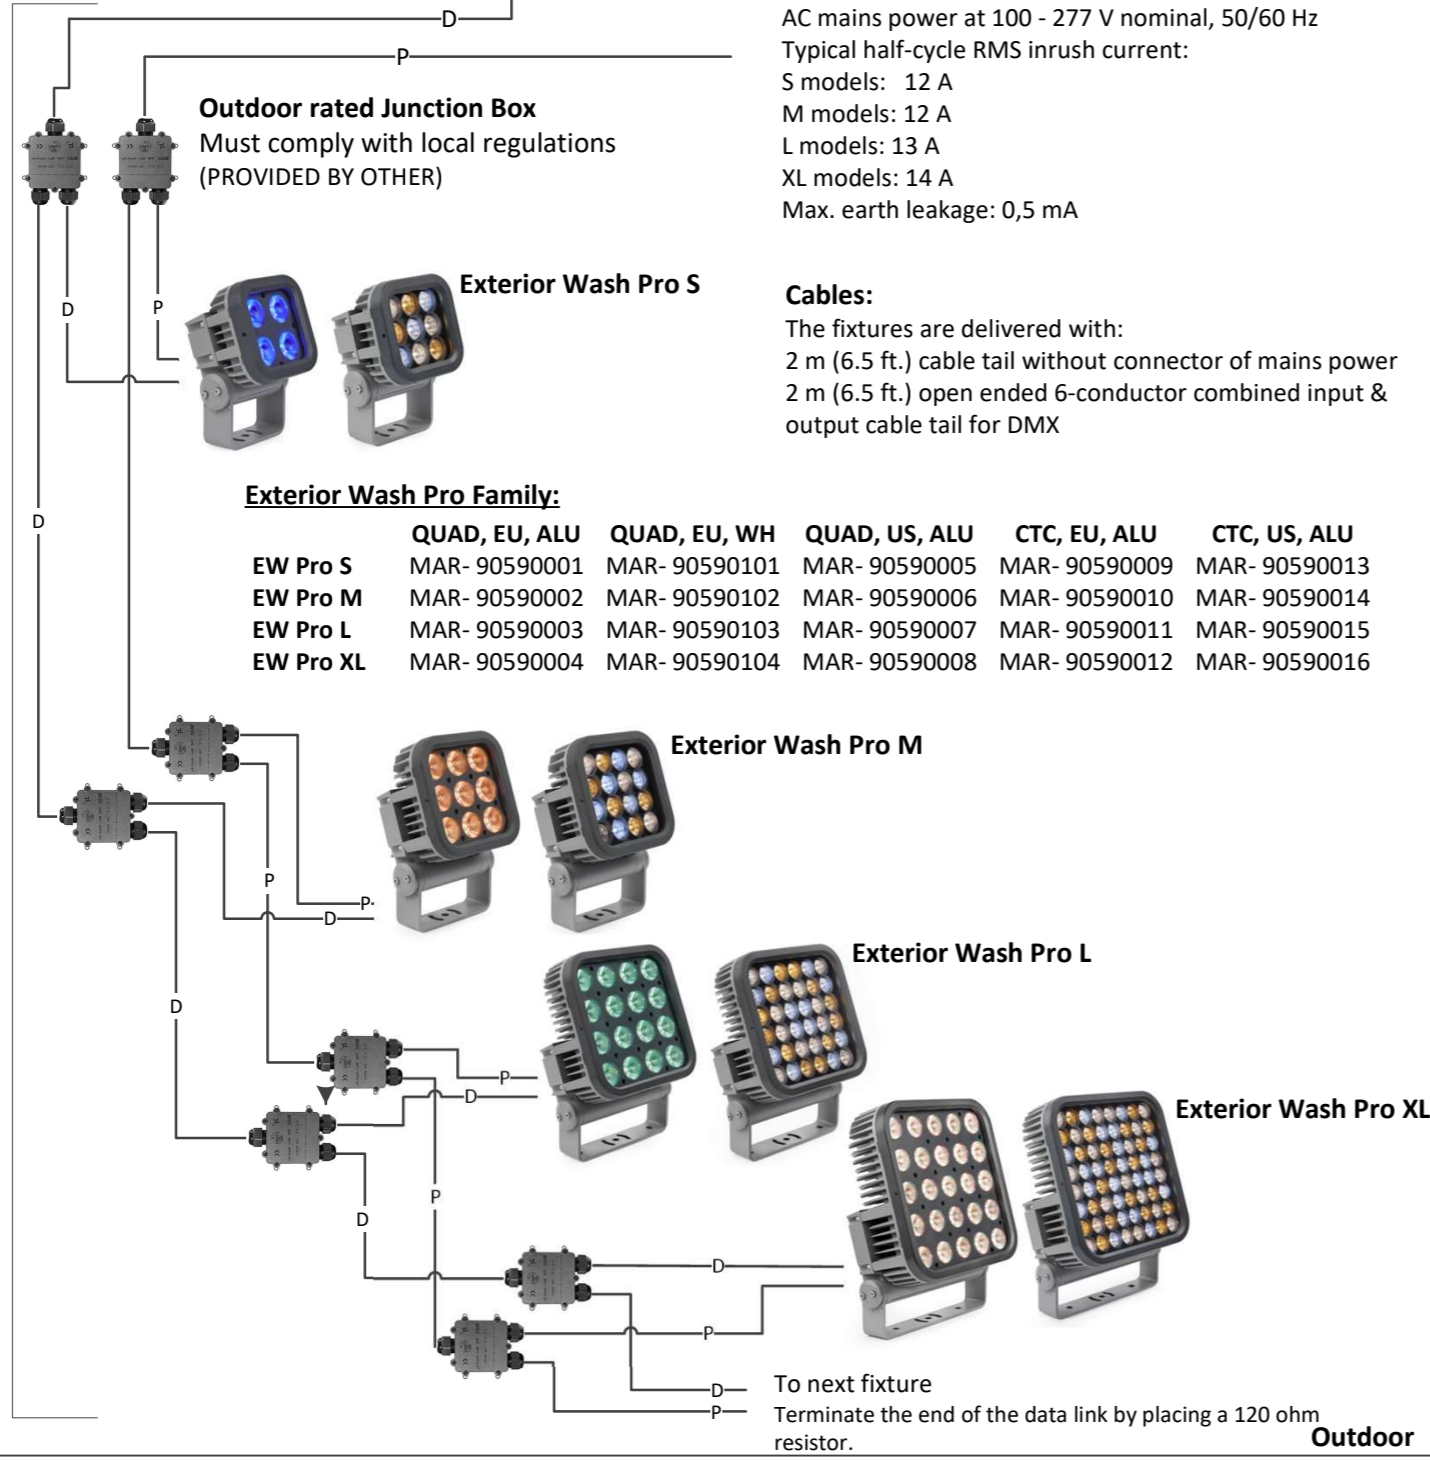 D
AC mains power at 100 - 277 V nominal, 50/60 Hz
P
Typical half-cycle RMS inrush current:
S models: 12 A
M models: 12 A
L models: 13 A
XL models: 14 A
Max. earth leakage: 0,5 mA
Outdoor rated Junction Box
Must comply with local regulations
(PROVIDED BY OTHER)
D
P
Exterior Wash Pro S
Cables:
The fixtures are delivered with:
2 m (6.5 ft.) cable tail without connector of mains power
2 m (6.5 ft.) open ended 6-conductor combined input &
output cable tail for DMX
D
Exterior Wash Pro Family:
QUAD, EU, ALU QUAD, EU, WH QUAD, US, ALU CTC, EU, ALU CTC, US, ALU
EW Pro S MAR- 90590001 MAR- 90590101 MAR- 90590005 MAR- 90590009 MAR- 90590013
EW Pro M MAR- 90590002 MAR- 90590102 MAR- 90590006 MAR- 90590010 MAR- 90590014
EW Pro L MAR- 90590003 MAR- 90590103 MAR- 90590007 MAR- 90590011 MAR- 90590015
EW Pro XL MAR- 90590004 MAR- 90590104 MAR- 90590008 MAR- 90590012 MAR- 90590016
Exterior Wash Pro M
P
P
D
Exterior Wash Pro L
D
P
D
Exterior Wash Pro XL
P
D
D
P
D
To next fixture
P
Terminate the end of the data link by placing a 120 ohm
resistor.
Outdoor